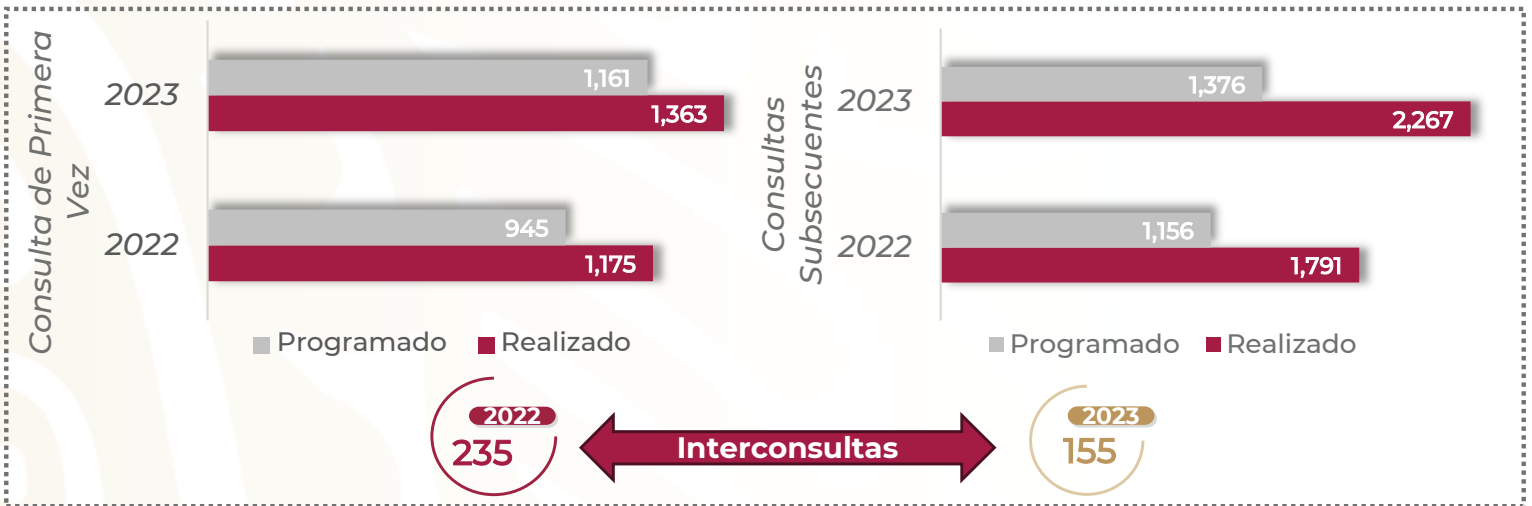 Consulta de Primera
Vez
2023
1,161
1,363
2022
945
1,175
Programado
Realizado
Consultas
Subsecuentes
2023
1,376
2,267
2022
1,156
1,791
Programado
Realizado
2022
235
Interconsultas
2023
155